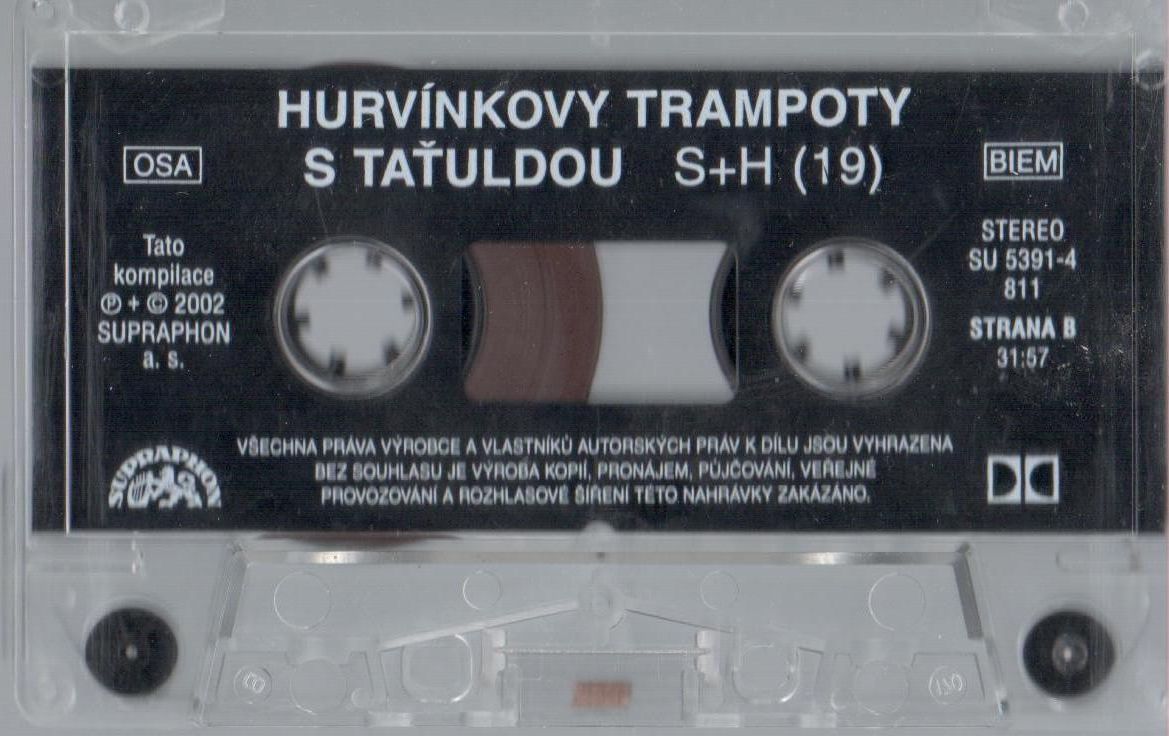 HURVÍNKOVY TRAMPOTY
S TAŤULDOU S+H (19)
OSA
BIEM
Tato
kompilace
Ⓟ + © 2002
SUPRAPHON
a. s.
STEREO
SU 5391-4
811
STRANA B
31:57
VŠECHNA PRÁVA VÝROBCE A VLASTNÍKŮ AUTORSKÝCH PRÁV K DÍLU JSOU VYHRAZENA
BEZ SOUHLASU JE VÝROBA KOPIÍ, PRONÁJEM, PŮJČOVÁNÍ, VEŘEJNÉ
PROVOZOVÁNÍ A ROZHLASOVÉ ŠÍŘENÍ TÉTO NAHRÁVKY ZAKÁZÁNO.
SUPRAPHON